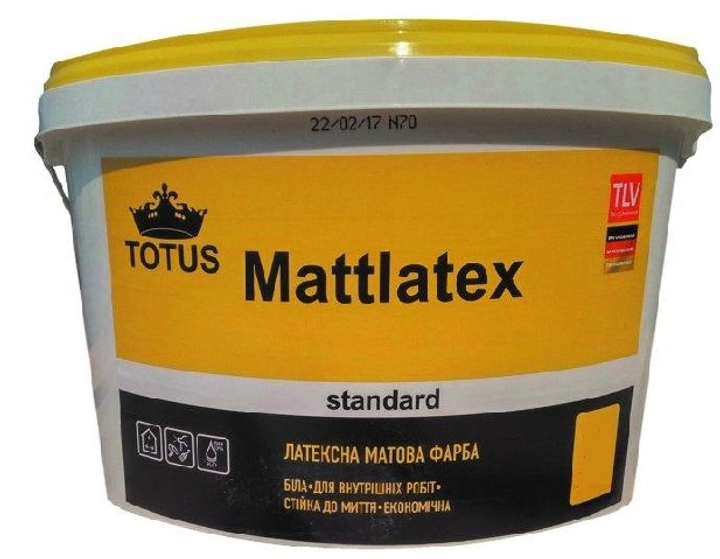 22/02/17 N70
TOTUS
Mattlatex
TLV
standard
ЛАТЕКСНА МАТОВА ФАРБА
БІЛА•ДЛЯ ВНУТРІШНІХ РОБІТ•
СТІЙКА ДО МИТТЯ•ЕКОНОМІЧНА